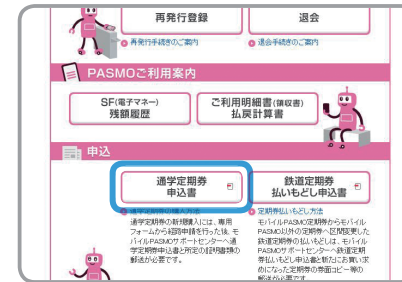 再発行登録
退会
再発行手続きのご案内
退会手続きのご案内
PASMOご利用案内
SF(電子マネー)
残額履歴
ご利用明細書(領収書)
払戻計算書
申込
通学定期券
申込書
鉄道定期券
払いもどし申込書
通学定期券の購入方法
通学定期券の新規購入には、専用
フォームから経路申請を行った後、モ
バイルPASMOサポートセンターへ通
学定期券申込書と所定の証明書類の
郵送が必要です。
定期券払いもどし方法
モバイルPASMO定期券からモバイル
PASMO以外の定期券へ区間変更した
鉄道定期券の払いもどしは、モバイル
PASMOサポートセンターへ鉄道定期
券払いもどし申込書と新たにお買い求
めになった定期券の券面コピー等の
郵送が必要です。